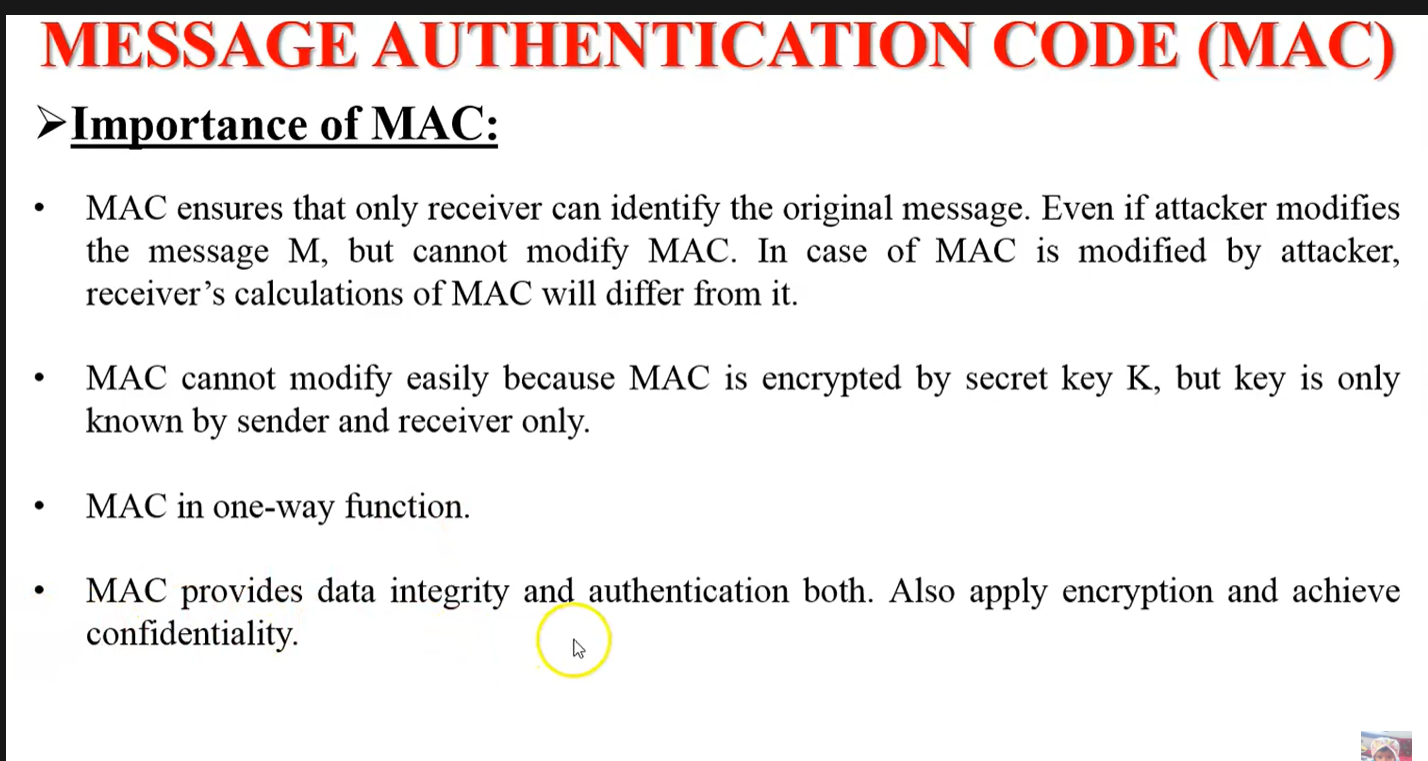 MESSAGE AUTHENTICATION CODE (MAC)
➢Importance of MAC:
• MAC ensures that only receiver can identify the original message. Even if attacker modifies
the message M, but cannot modify MAC. In case of MAC is modified by attacker,
receiver’s calculations of MAC will differ from it.
• MAC cannot modify easily because MAC is encrypted by secret key K, but key is only
known by sender and receiver only.
• MAC in one-way function.
• MAC provides data integrity and authentication both. Also apply encryption and achieve
confidentiality.